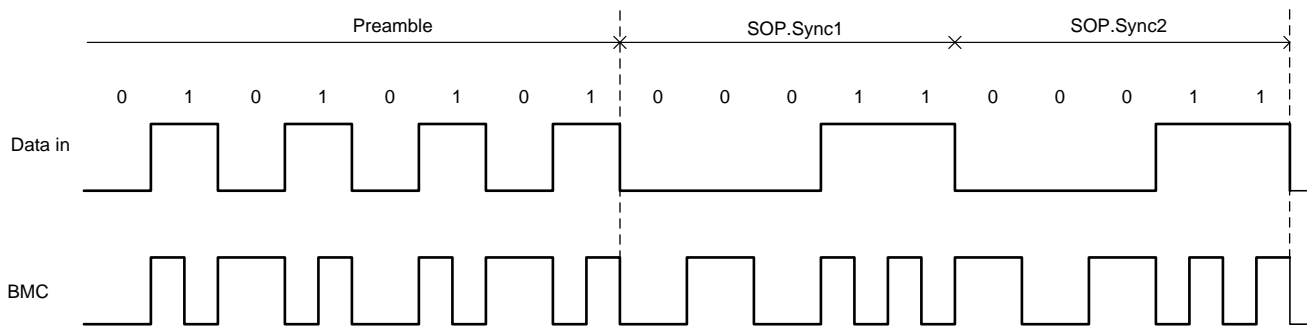 Preamble SOP.Sync1 SOP.Sync2
0 1 0 1 0 1 0 1 0 0 0 1 1 0 0 0 1 1
Data in
BMC